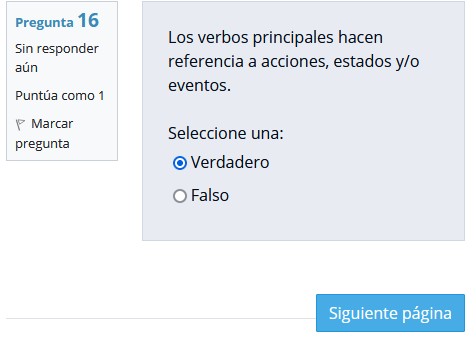 Pregunta 16
Sin responder
aún
Puntúa como 1
Marcar
pregunta
Los verbos principales hacen
referencia a acciones, estados y/o
eventos.
Seleccione una:
Verdadero
Falso
Siguiente página